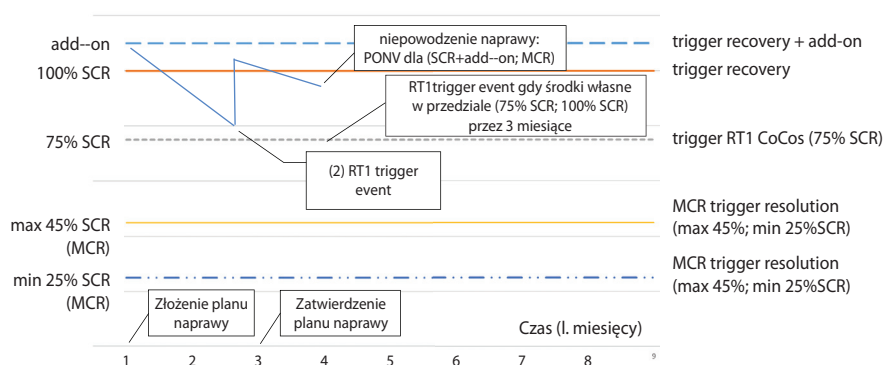 add--on
100% SCR
75% SCR
max 45% SCR
(MCR)
min 25% SCR
(MCR)
niepowodzenie naprawy:
PONV dla (SCR+add--on; MCR)
RT1trigger event gdy środki własne
w przedziale (75% SCR; 100% SCR)
przez 3 miesiące
(2) RT1 trigger
event
trigger recovery + add-on
trigger recovery
trigger RT1 CoCos (75% SCR)
MCR trigger resolution
(max 45%; min 25%SCR)
MCR trigger resolution
(max 45%; min 25%SCR)
Złożenie planu
naprawy
Zatwierdzenie
planu naprawy
Czas (l. miesięcy)
1 2 3 4 5 6 7 8 9